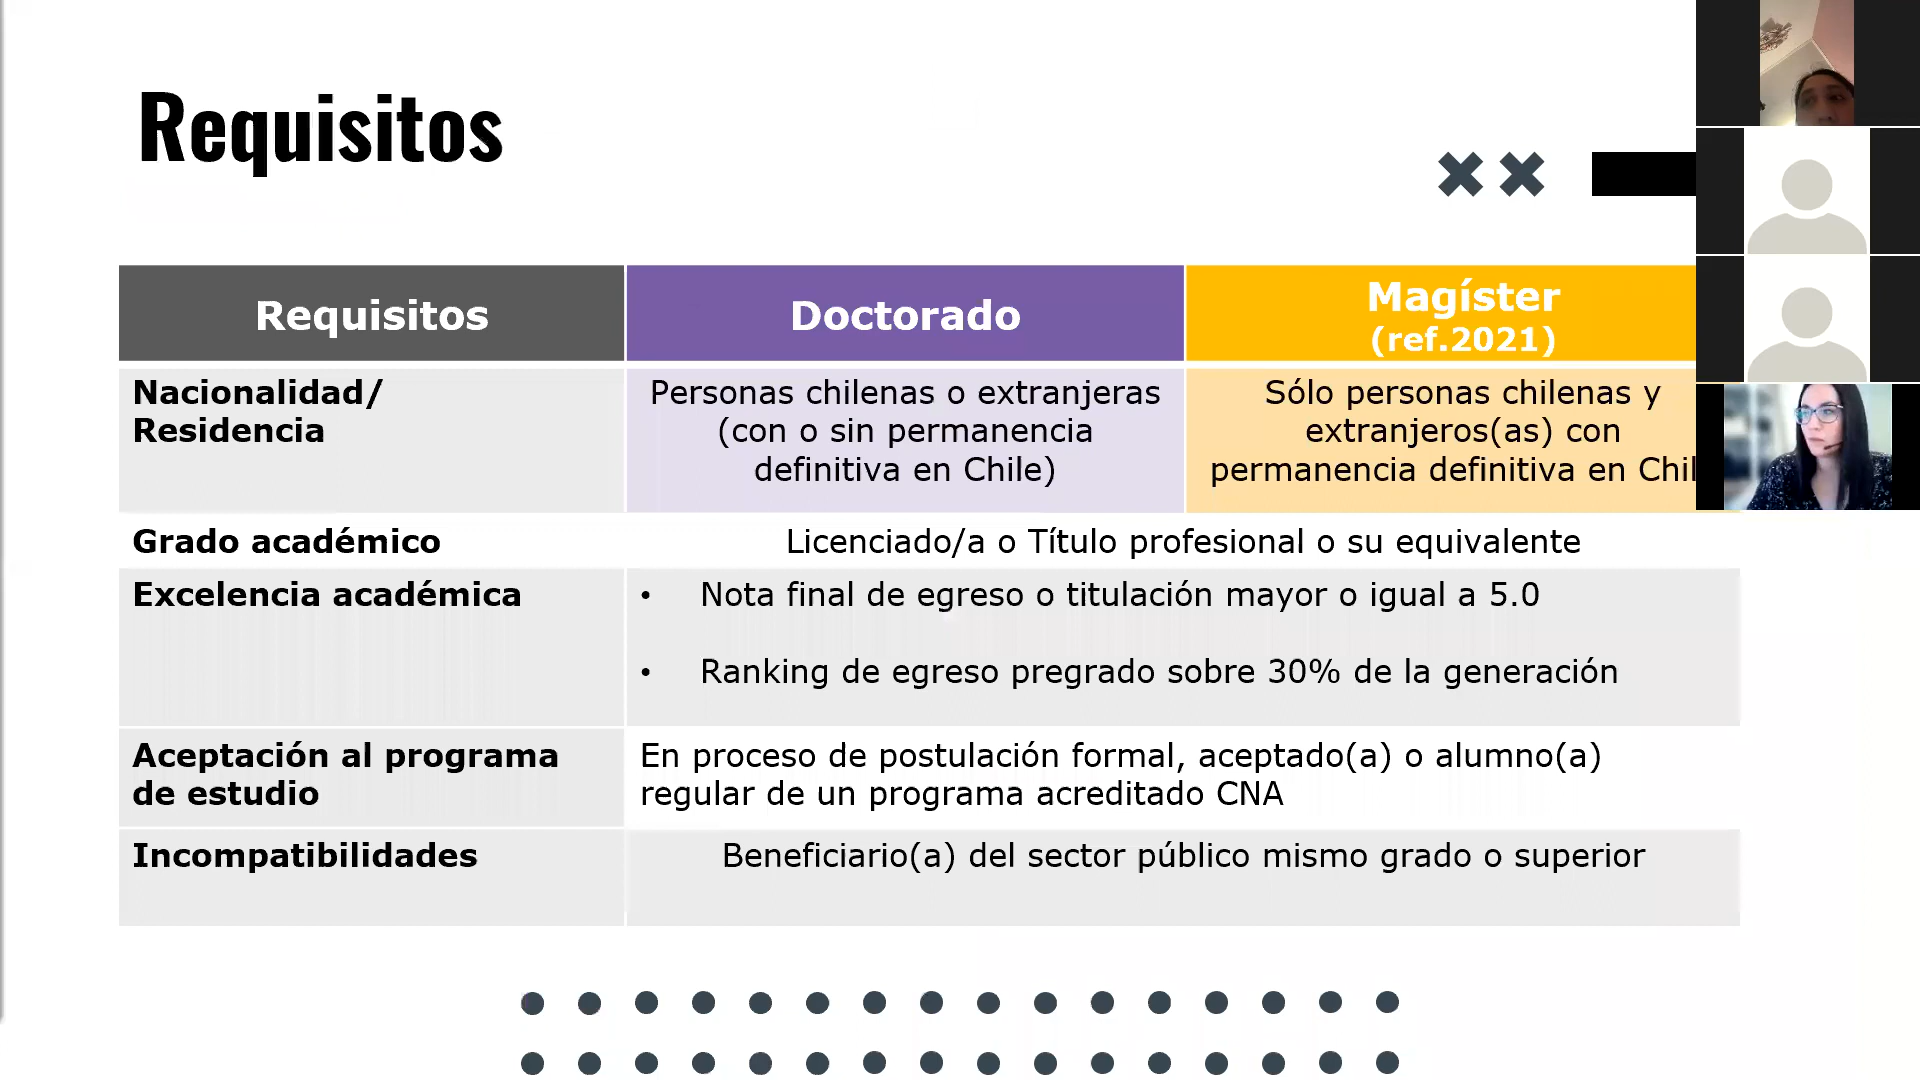 Requisitos
Requisitos
Doctorado
Magíster
(ref.2021)
Nacionalidad/
Residencia
Personas chilenas o extranjeras
(con o sin permanencia
definitiva en Chile)
Sólo personas chilenas y
extranjeros(as) con
permanencia definitiva en Chil
Grado académico
Licenciado/a o Título profesional o su equivalente
Excelencia académica
• Nota final de egreso o titulación mayor o igual a 5.0
• Ranking de egreso pregrado sobre 30% de la generación
Aceptación al programa
de estudio
En proceso de postulación formal, aceptado(a) o alumno(a)
regular de un programa acreditado CNA
Incompatibilidades
Beneficiario(a) del sector público mismo grado o superior